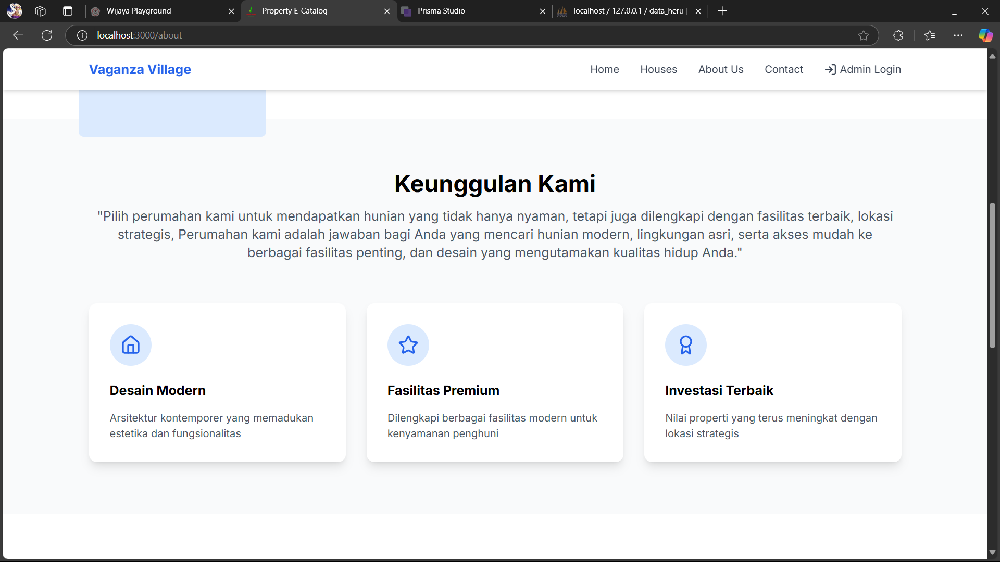 Wijaya Playground
Property E-Catalog
Prisma Studio
localhost / 127.0.0.1 / data_heru |
localhost:3000/about
Vaganza Village
Home
Houses
About Us
Contact
Admin Login
Keunggulan Kami
"Pilih perumahan kami untuk mendapatkan hunian yang tidak hanya nyaman, tetapi juga dilengkapi dengan fasilitas terbaik, lokasi
strategis, Perumahan kami adalah jawaban bagi Anda yang mencari hunian modern, lingkungan asri, serta akses mudah ke
berbagai fasilitas penting, dan desain yang mengutamakan kualitas hidup Anda."
Desain Modern
Arsitektur kontemporer yang memadukan
estetika dan fungsionalitas
Fasilitas Premium
Dilengkapi berbagai fasilitas modern untuk
kenyamanan penghuni
Investasi Terbaik
Nilai properti yang terus meningkat dengan
lokasi strategis